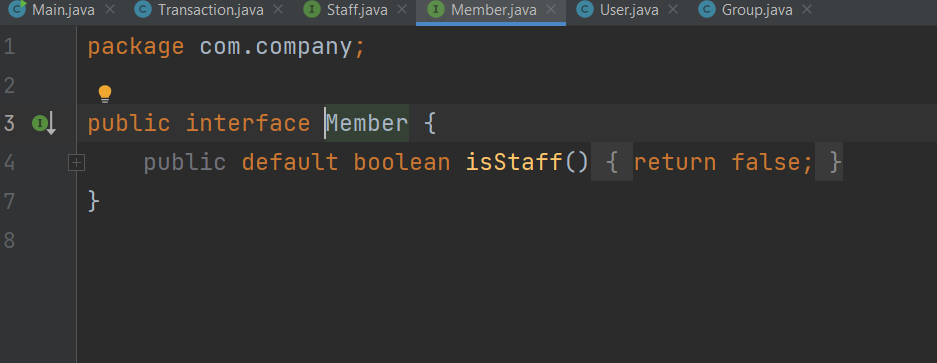 Main.java Transaction.java Staff.java Member.java User.java Group.java
1 package com.company;
2
3 public interface Member {
4 public default boolean isStaff() { return false; }
7 }
8